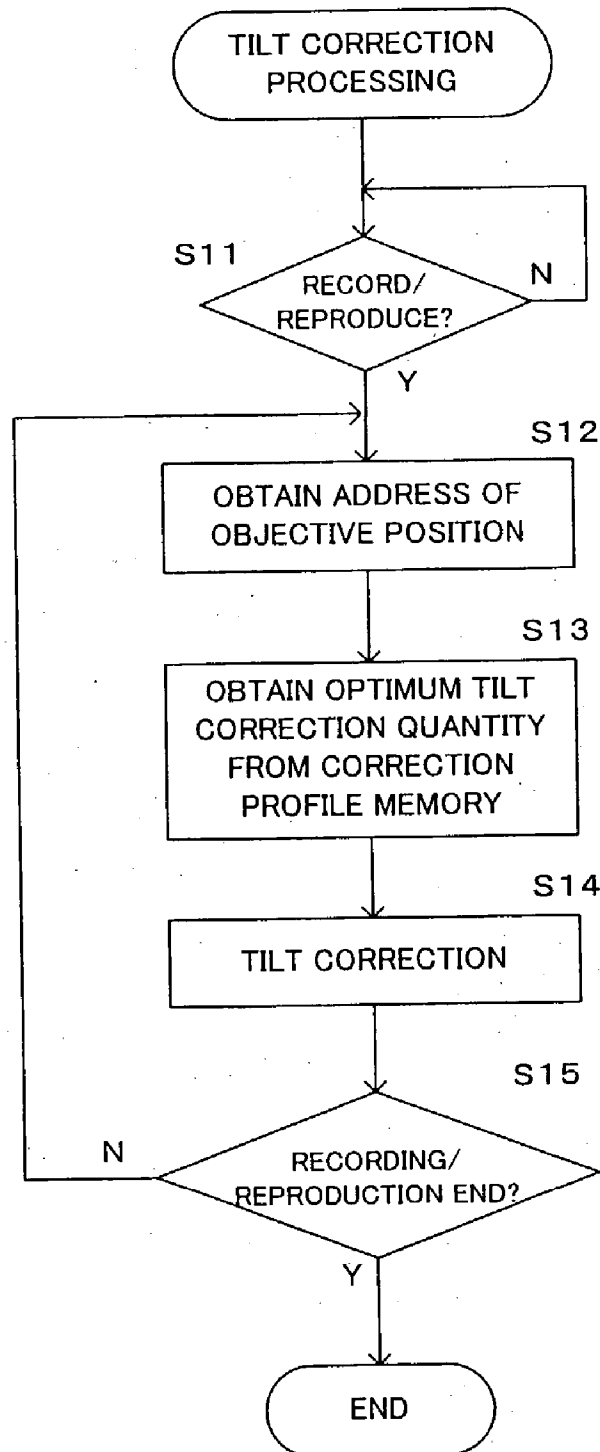 TILT CORRECTION
PROCESSING
S11
RECORD/
REPRODUCE?
N
Y
S12
OBTAIN ADDRESS OF
OBJECTIVE POSITION
S13
OBTAIN OPTIMUM TILT
CORRECTION QUANTITY
FROM CORRECTION
PROFILE MEMORY
S14
TILT CORRECTION
S15
N
RECORDING/
REPRODUCTION END?
Y
END